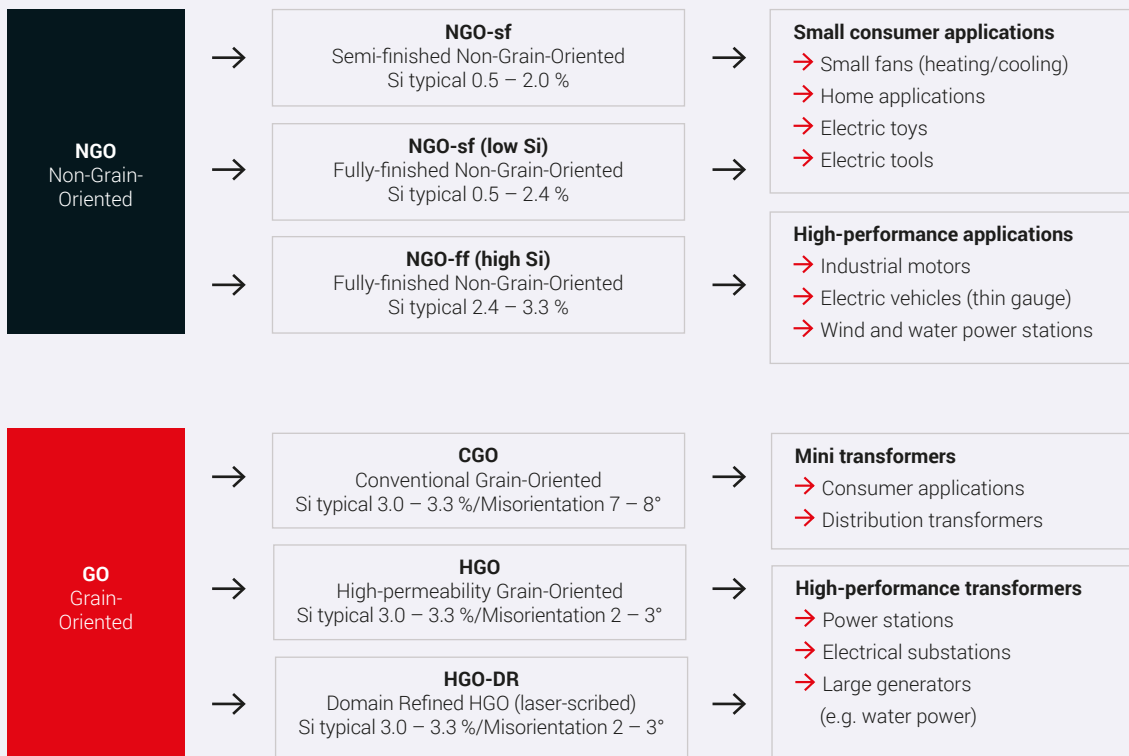 NGO
Non-Grain-
Oriented
NGO-sf
Semi-finished Non-Grain-Oriented
Si typical 0.5 – 2.0 %
NGO-sf (low Si)
Fully-finished Non-Grain-Oriented
Si typical 0.5 – 2.4 %
NGO-ff (high Si)
Fully-finished Non-Grain-Oriented
Si typical 2.4 – 3.3 %
Small consumer applications
→ Small fans (heating/cooling)
→ Home applications
→ Electric toys
→ Electric tools
High-performance applications
→ Industrial motors
→ Electric vehicles (thin gauge)
→ Wind and water power stations
GO
Grain-
Oriented
CGO
Conventional Grain-Oriented
Si typical 3.0 – 3.3 %/Misorientation 7 – 8°
HGO
High-permeability Grain-Oriented
Si typical 3.0 – 3.3 %/Misorientation 2 – 3°
HGO-DR
Domain Refined HGO (laser-scribed)
Si typical 3.0 – 3.3 %/Misorientation 2 – 3°
Mini transformers
→ Consumer applications
→ Distribution transformers
High-performance transformers
→ Power stations
→ Electrical substations
→ Large generators
(e.g. water power)